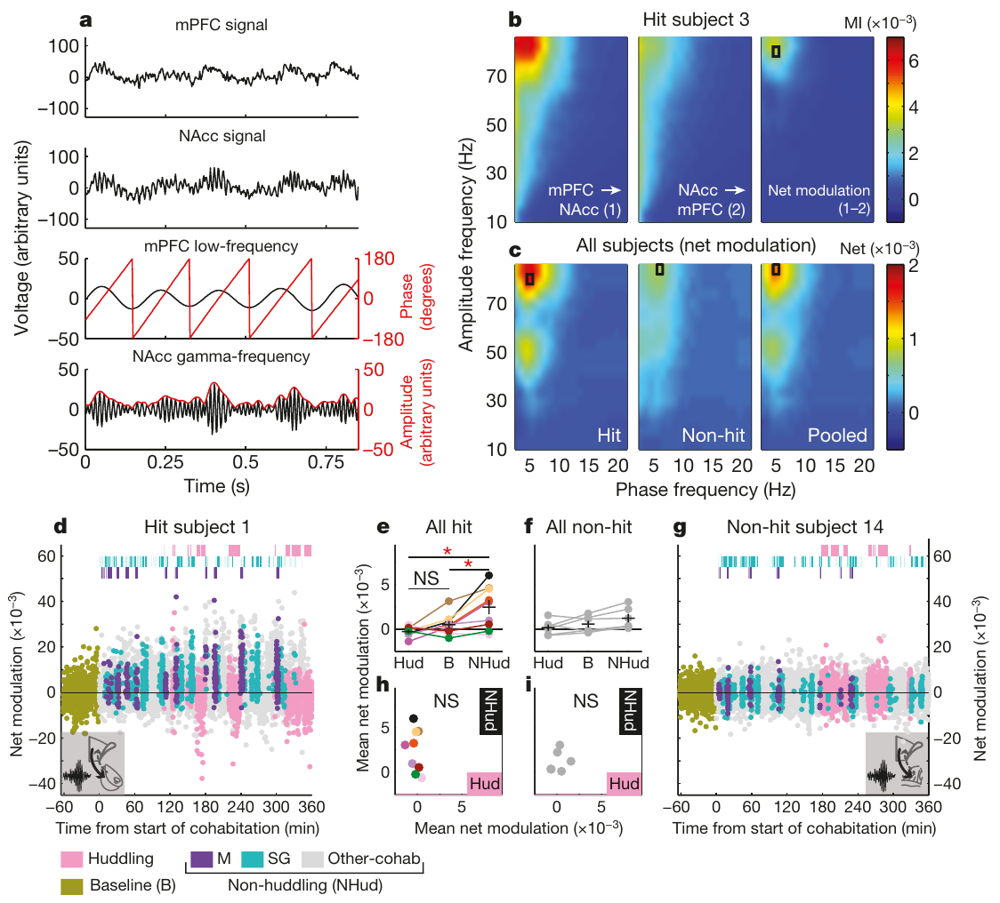 a
mPFC signal
100
0
−100
NAcc signal
100
0
−100
Voltage (arbitrary units)
mPFC low-frequency
50
0
−50
180
0
−180
Phase
(degrees)
NAcc gamma-frequency
50
0
−50
50
0
−50
Amplitude
(arbitrary units)
0 0.25 0.5 0.75
Time (s)
b
Hit subject 3
MI (×10−3)
70
50
30
10
mPFC →
NAcc (1)
NAcc →
mPFC (2)
Net modulation
(1–2)
6
4
2
0
Amplitude frequency (Hz)
c
All subjects (net modulation)
Net (×10−3)
70
50
30
10
Hit
Non-hit
Pooled
2
1
0
5 10 20 5 10 20 5 10 20
Phase frequency (Hz)
d
Hit subject 1
60
40
20
0
−20
−40
Net modulation (×10−3)
−60 0 60 120 180 240 300 360
Time from start of cohabitation (min)
e
All hit
*
*
NS
5
0
Hud B NHud
f
All non-hit
Hud B NHud
Mean net modulation (×10−3)
h
NS
NHud
Hud
5
0
0 5
i
NS
NHud
Hud
0 5
Mean net modulation (×10−3)
g
Non-hit subject 14
60
40
20
0
−20
−40
Net modulation (×10−3)
−60 0 60 120 180 240 300 360
Time from start of cohabitation (min)
Huddling
M
SG
Other-cohab
Baseline (B)
Non-huddling (NHud)